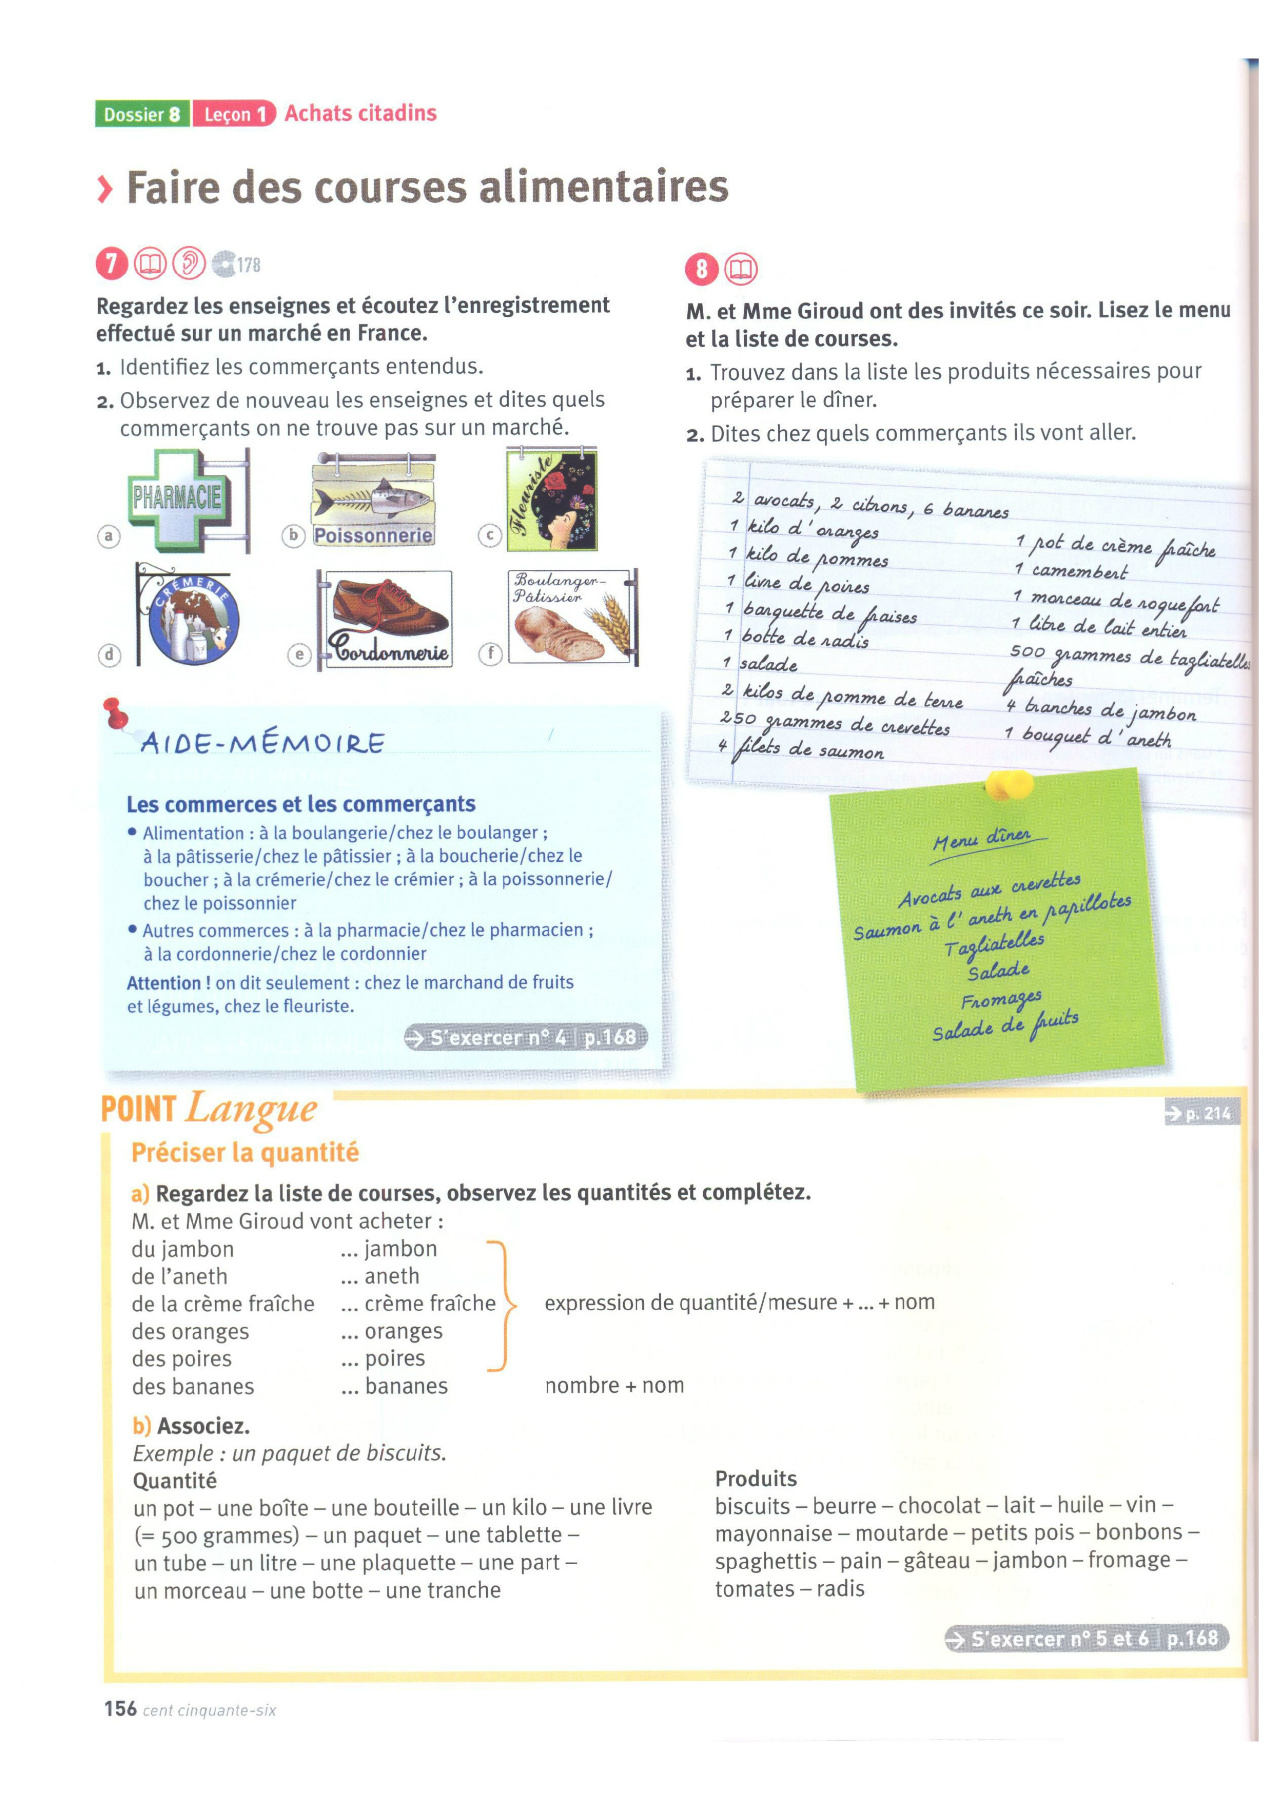 Dossier 8 Leçon 1 Achats citadins
› Faire des courses alimentaires
7 178
Regardez les enseignes et écoutez l'enregistrement
effectué sur un marché en France.
1. Identifiez les commerçants entendus.
2. Observez de nouveau les enseignes et dites quels
commerçants on ne trouve pas sur un marché.
a PHARMACIE
b Poissonnerie
c Fleuriste
d CRÉMERIE
e Cordonnerie
f Boulanger-
Pâtissier
AIDE-MÉMOIRE
Les commerces et les commerçants
• Alimentation : à la boulangerie/chez le boulanger ;
à la pâtisserie/chez le pâtissier ; à la boucherie/chez le
boucher ; à la crémerie/chez le crémier ; à la poissonnerie/
chez le poissonnier
• Autres commerces : à la pharmacie/chez le pharmacien ;
à la cordonnerie/chez le cordonnier
Attention ! on dit seulement : chez le marchand de fruits
et légumes, chez le fleuriste.
→ S'exercer n° 4 | p.168
8
M. et Mme Giroud ont des invités ce soir. Lisez le menu
et la liste de courses.
1. Trouvez dans la liste les produits nécessaires pour
préparer le dîner.
2. Dites chez quels commerçants ils vont aller.
2 avocats, 2 citrons, 6 bananes
1 kilo d'oranges
1 kilo de pommes
1 livre de poires
1 barquette de fraises
1 botte de radis
1 salade
2 kilos de pomme de terre
250 grammes de crevettes
4 filets de saumon
1 pot de crème fraîche
1 camembert
1 morceau de roquefort
1 litre de lait entier
500 grammes de tagliatelles
fraîches
4 tranches de jambon
1 bouquet d'aneth
Menu dîner
Avocats aux crevettes
Saumon à l'aneth en papillotes
Tagliatelles
Salade
Fromages
Salade de fruits
POINT Langue
→ p. 214
Préciser la quantité
a) Regardez la liste de courses, observez les quantités et complétez.
M. et Mme Giroud vont acheter :
du jambon ... jambon
de l'aneth ... aneth
de la crème fraîche ... crème fraîche expression de quantité/mesure + ... + nom
des oranges ... oranges
des poires ... poires
des bananes ... bananes nombre + nom
b) Associez.
Exemple : un paquet de biscuits.
Quantité
un pot – une boîte – une bouteille – un kilo – une livre
(= 500 grammes) – un paquet – une tablette –
un tube – un litre – une plaquette – une part –
un morceau – une botte – une tranche
Produits
biscuits – beurre – chocolat – lait – huile – vin –
mayonnaise – moutarde – petits pois – bonbons –
spaghettis – pain – gâteau – jambon – fromage –
tomates – radis
→ S'exercer n° 5 et 6 | p.168
156 cent cinquante-six